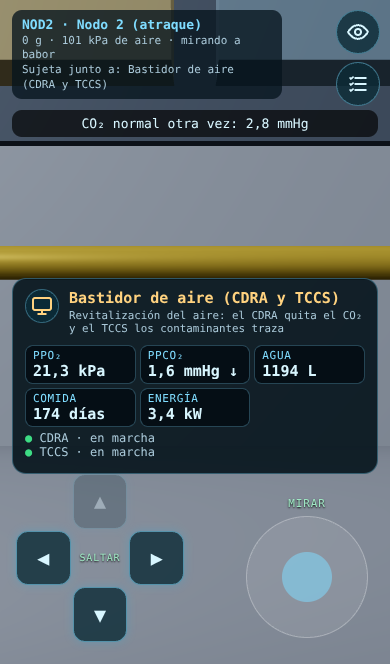 NOD2 · Nodo 2 (atraque)
0 g · 101 kPa de aire · mirando a
babor
Sujeta junto a: Bastidor de aire
(CDRA y TCCS)
CO₂ normal otra vez: 2,8 mmHg
Bastidor de aire (CDRA y TCCS)
Revitalización del aire: el CDRA quita el CO₂
y el TCCS los contaminantes traza
PPO₂
21,3 kPa
PPCO₂
1,6 mmHg ↓
AGUA
1194 L
COMIDA
174 días
ENERGÍA
3,4 kW
CDRA · en marcha
TCCS · en marcha
SALTAR
MIRAR